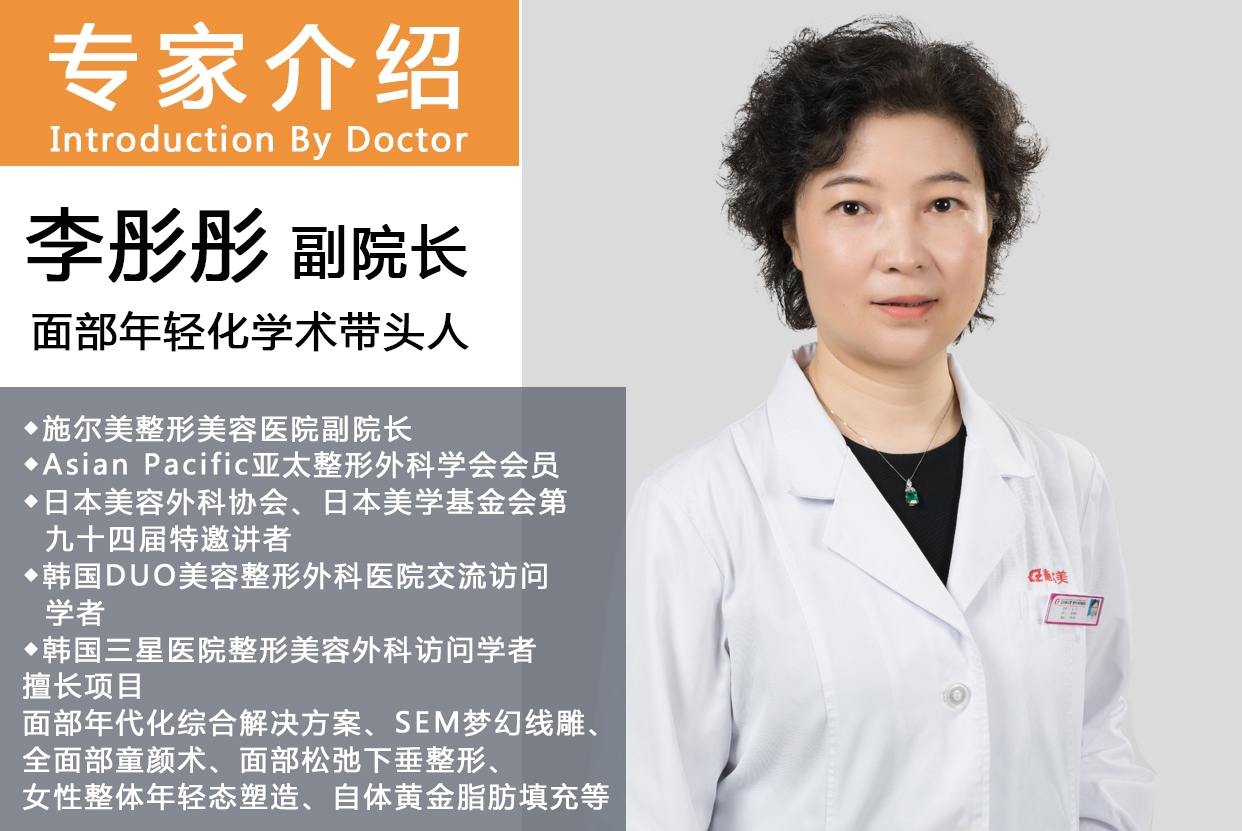 专家介绍
Introduction By Doctor
李彤彤 副院长
面部年轻化学术带头人
◆施尔美整形美容医院副院长
◆Asian Pacific亚太整形外科学会会员
◆日本美容外科协会、日本美学基金会第
九十四届特邀讲者
◆韩国DUO美容整形外科医院交流访问
学者
◆韩国三星医院整形美容外科访问学者
擅长项目
面部年代化综合解决方案、SEM梦幻线雕、
全面部童颜术、面部松弛下垂整形、
女性整体年轻态塑造、自体黄金脂肪填充等